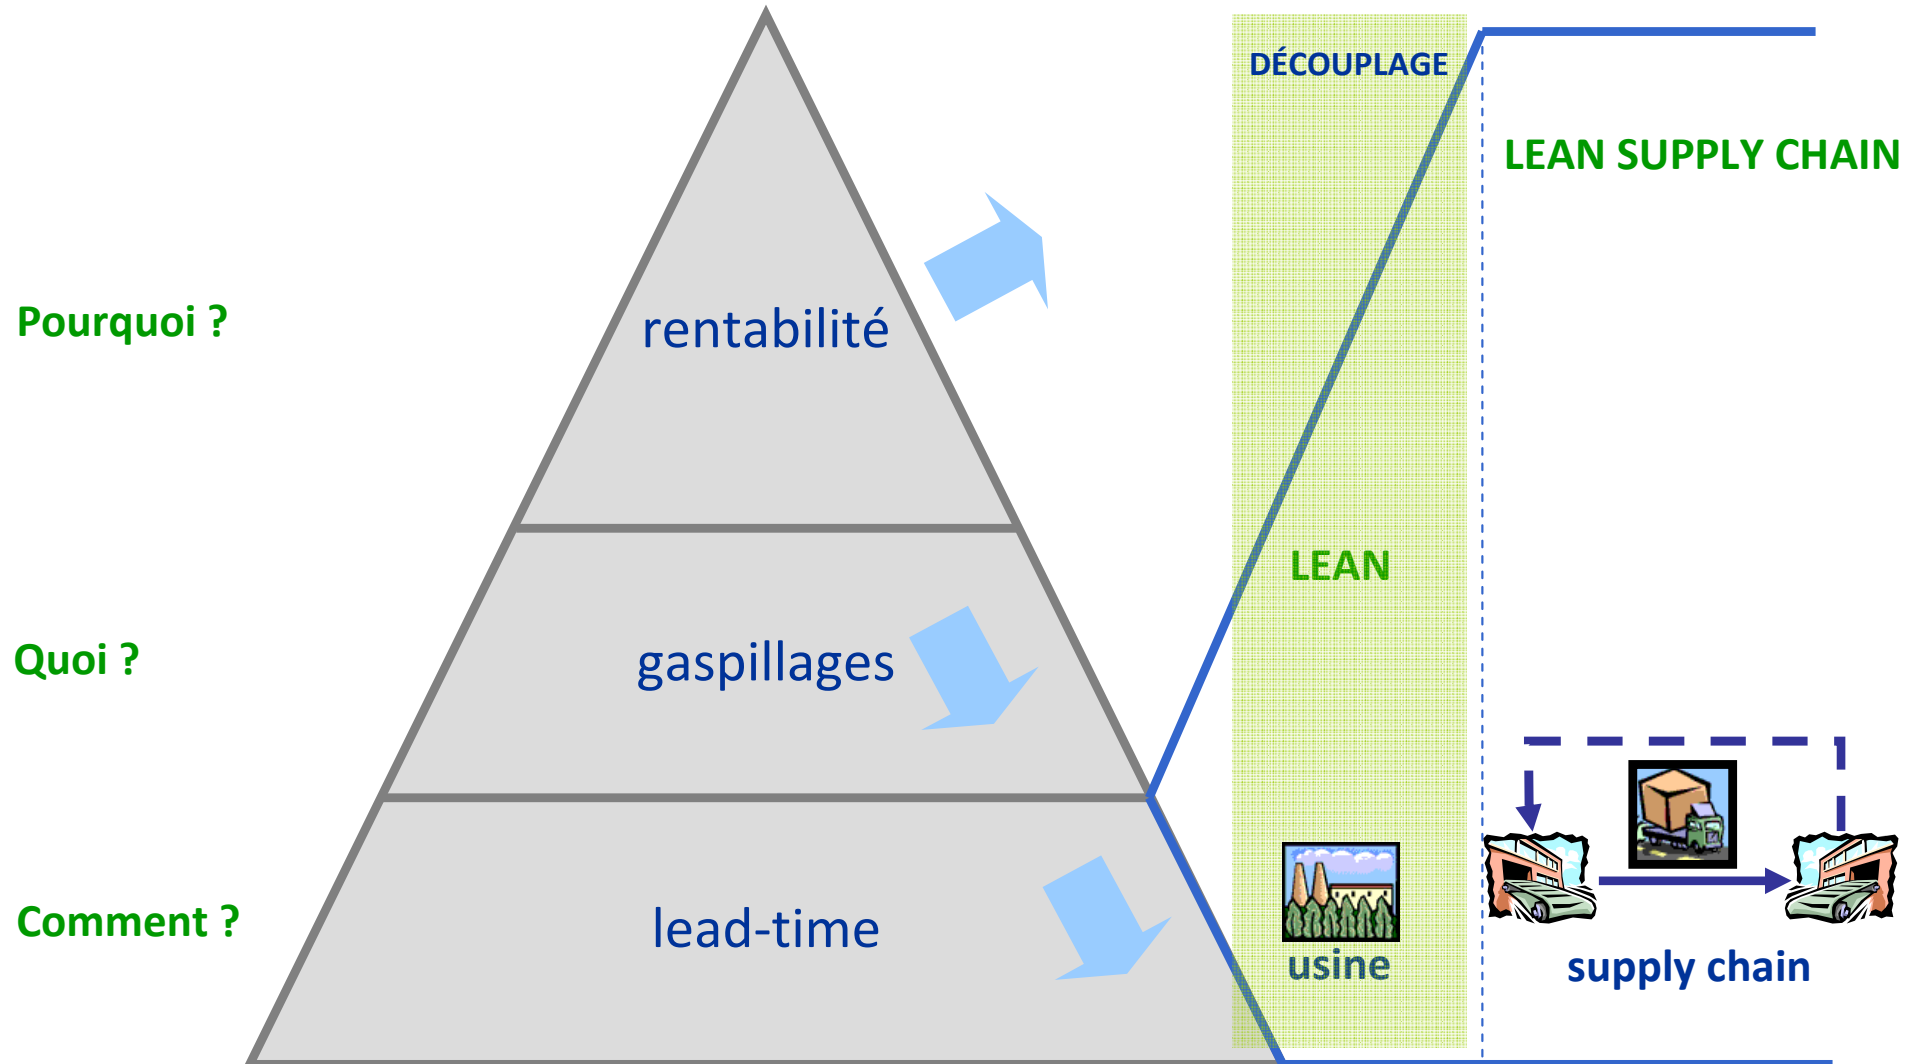 DÉCOUPLAGE
LEAN SUPPLY CHAIN
Pourquoi ?
rentabilité
LEAN
Quoi ?
gaspillages
Comment ?
lead-time
usine
supply chain